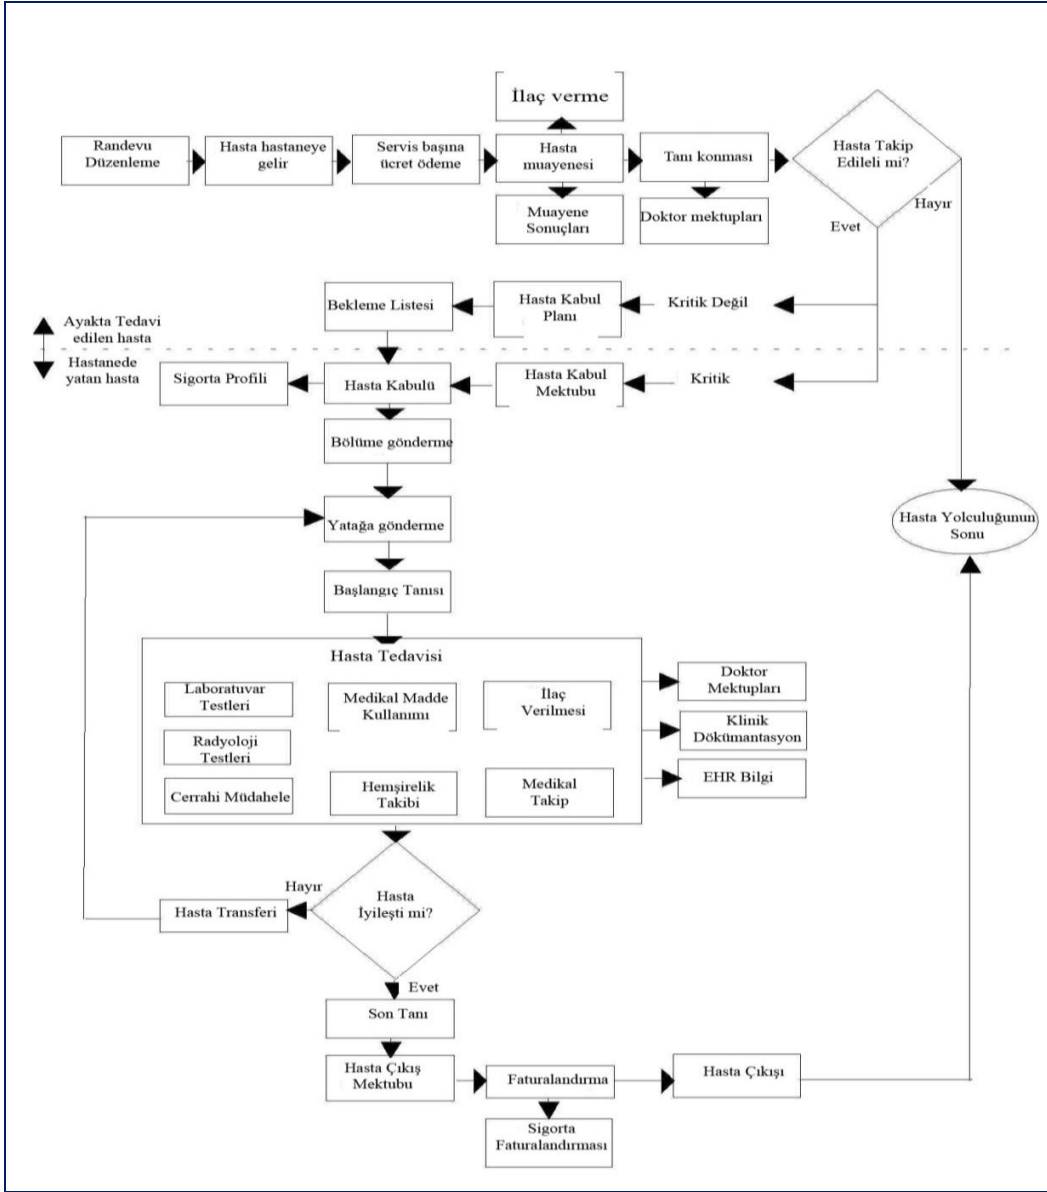 İlaç verme
Randevu
Düzenleme
Hasta hastaneye
gelir
Servis başına
ücret ödeme
Hasta
muayenesi
Tanı konması
Hasta Takip
Edileli mi?
Muayene
Sonuçları
Doktor mektupları
Evet
Hayır
Bekleme Listesi
Hasta Kabul
Planı
Kritik Değil
Ayakta Tedavi
edilen hasta
Hastanede
yatan hasta
Sigorta Profili
Hasta Kabulü
Hasta Kabul
Mektubu
Kritik
Bölüme gönderme
Yatağa gönderme
Hasta Yolculuğunun
Sonu
Başlangıç Tanısı
Hasta Tedavisi
Laboratuvar
Testleri
Medikal Madde
Kullanımı
İlaç
Verilmesi
Radyoloji
Testleri
Cerrahi Müdahele
Hemşirelik
Takibi
Medikal
Takip
Doktor
Mektupları
Klinik
Dökümantasyon
EHR Bilgi
Hasta
İyileşti mi?
Hayır
Hasta Transferi
Evet
Son Tanı
Hasta Çıkış
Mektubu
Faturalandırma
Hasta Çıkışı
Sigorta
Faturalandırması